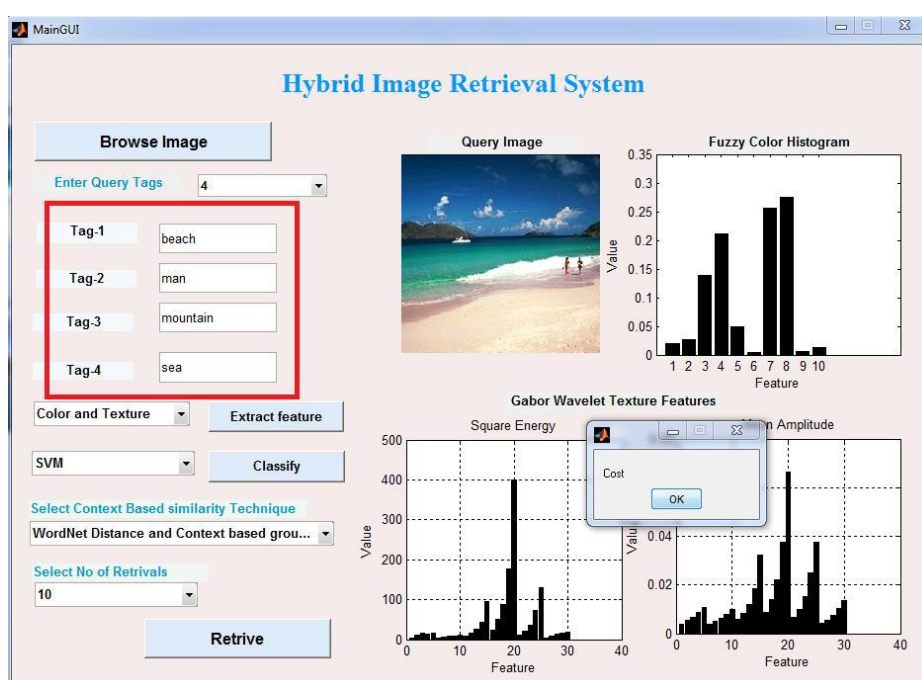 MainGUI
Hybrid Image Retrieval System
Browse Image
Enter Query Tags
4
Tag-1
beach
Tag-2
man
Tag-3
mountain
Tag-4
sea
Color and Texture
Extract feature
SVM
Classify
Select Context Based similarity Technique
WordNet Distance and Context based grou...
Select No of Retrivals
10
Retrive
Query Image
Fuzzy Color Histogram
0.35
0.3
0.25
0.2
0.15
0.1
0.05
0
Value
1 2 3 4 5 6 7 8 9 10
Feature
Gabor Wavelet Texture Features
Square Energy
500
400
300
200
100
0
Value
0 10 20 30 40
Feature
Amplitude
0.04
0.02
0
Value
0 10 20 30 40
Feature
Cost
OK